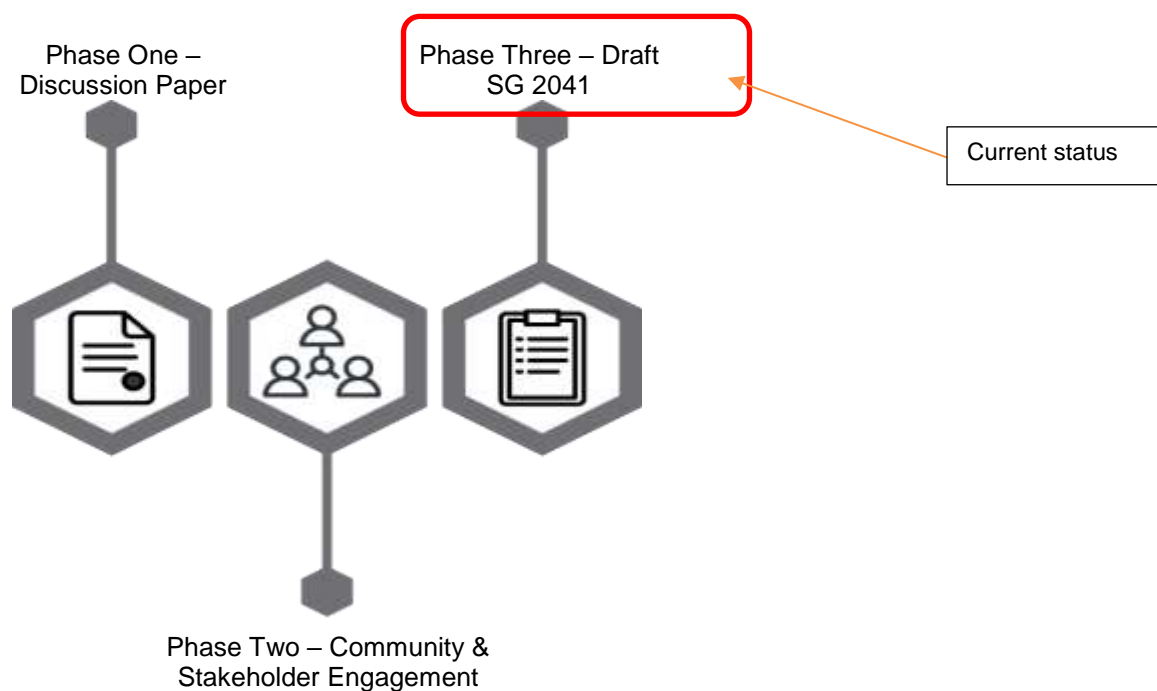 Phase One –
Discussion Paper
Phase Three – Draft
SG 2041
Current status
Phase Two – Community &
Stakeholder Engagement